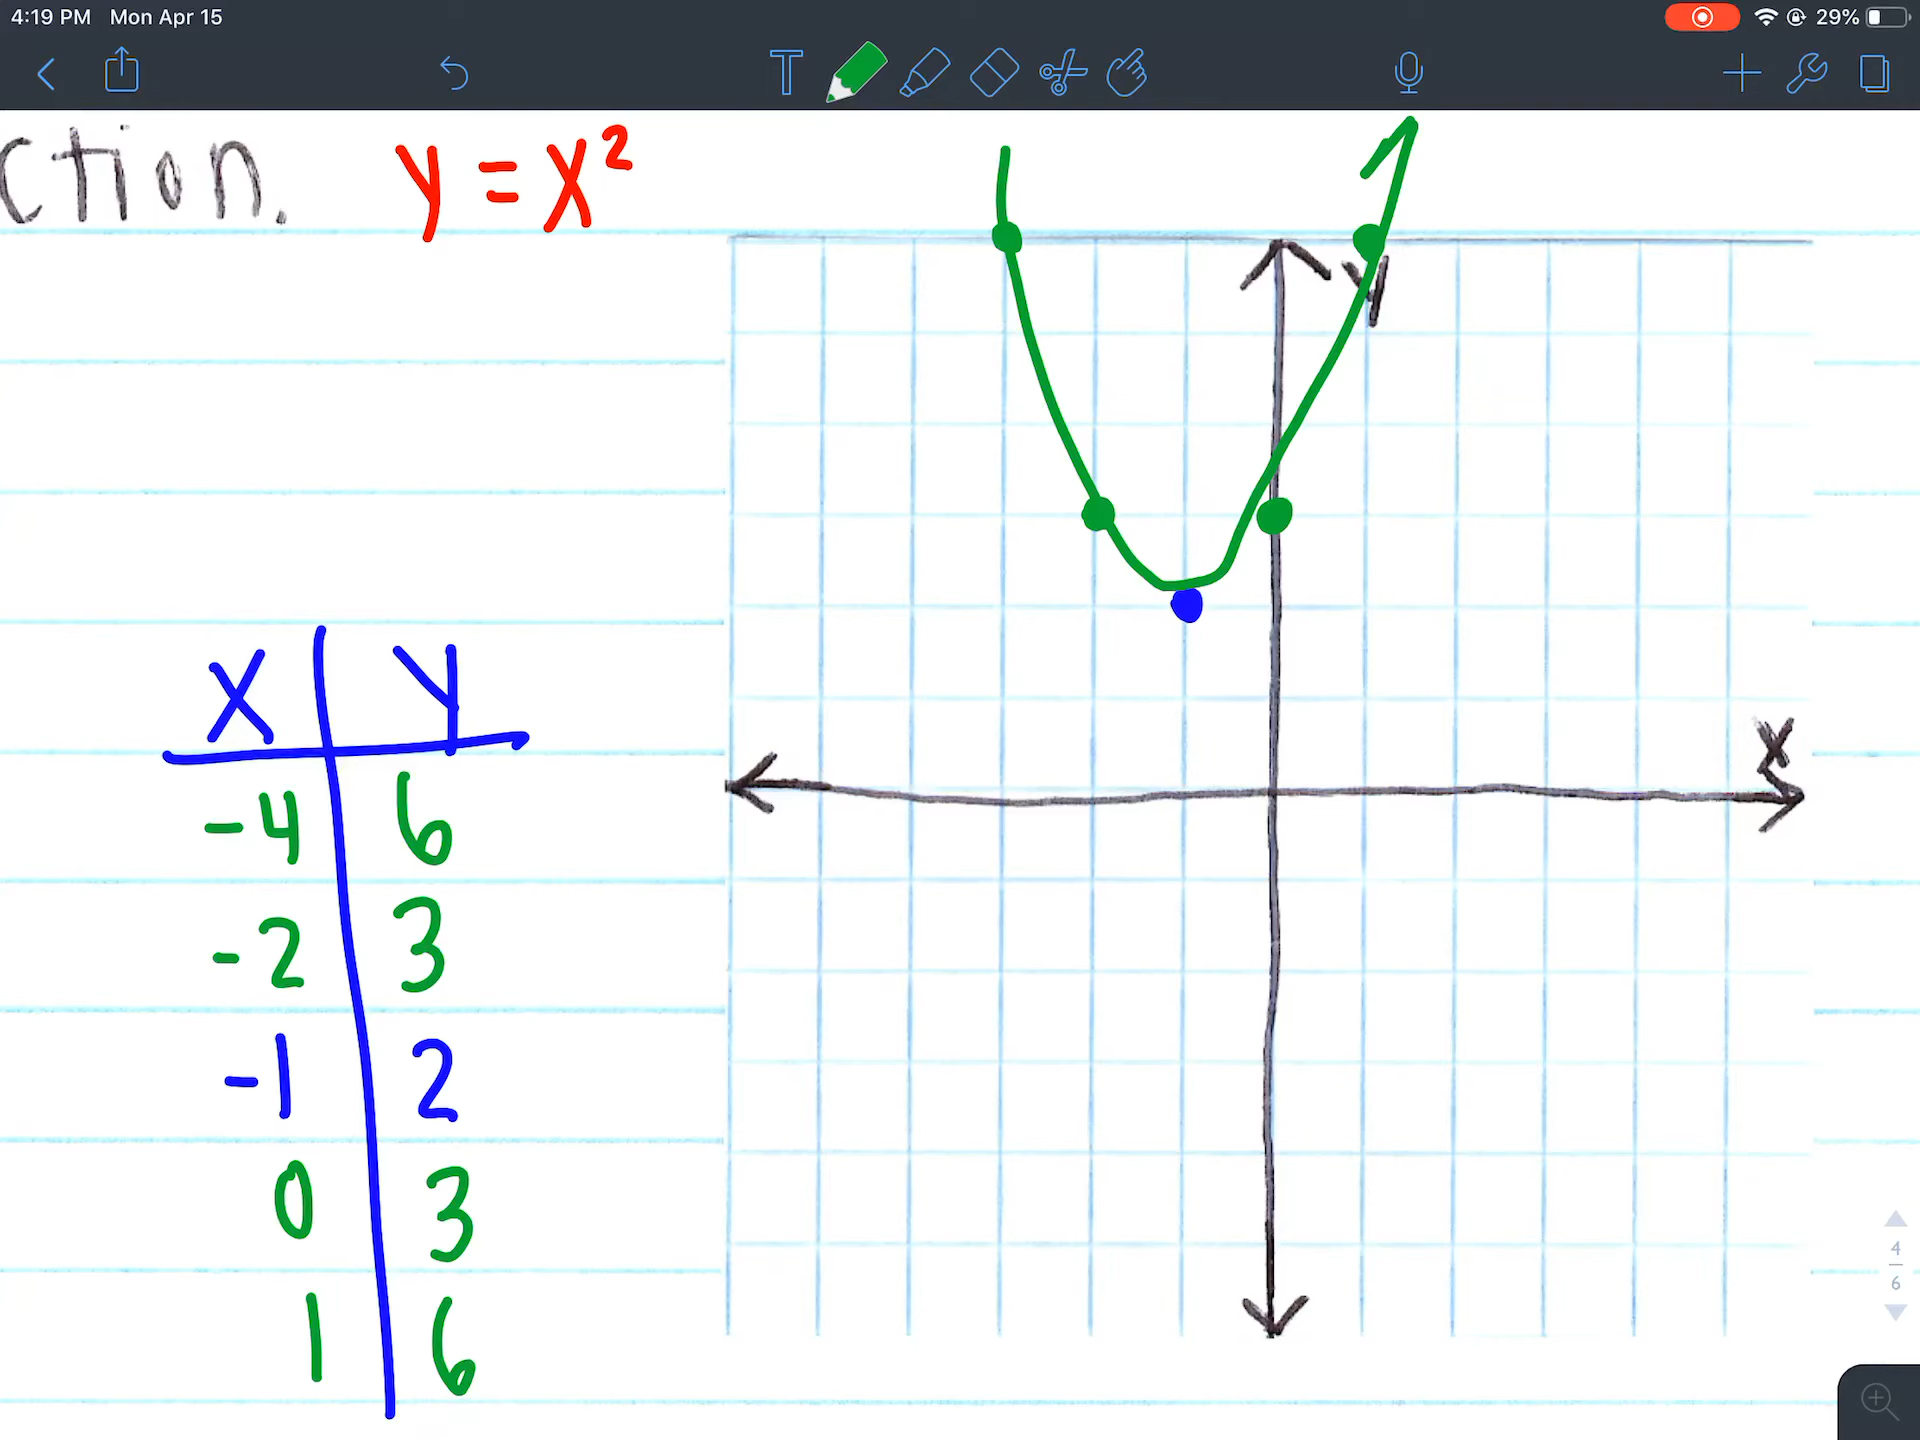 4:19 PM Mon Apr 15
29%
T
ction. y = x²
y
x
X Y
-4 6
-2 3
-1 2
0 3
1 6
4
6